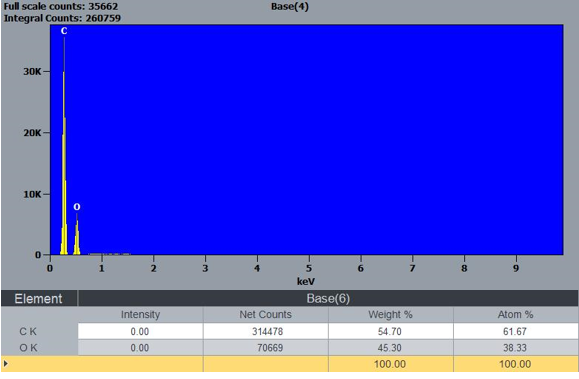 Full scale counts: 35662 Base(4)
Integral Counts: 260759
C
30K
20K
O
10K
0
0 1 2 3 4 5 6 7 8 9
keV
Element Base(6)
Intensity Net Counts Weight % Atom %
C K 0.00 314478 54.70 61.67
O K 0.00 70669 45.30 38.33
100.00 100.00